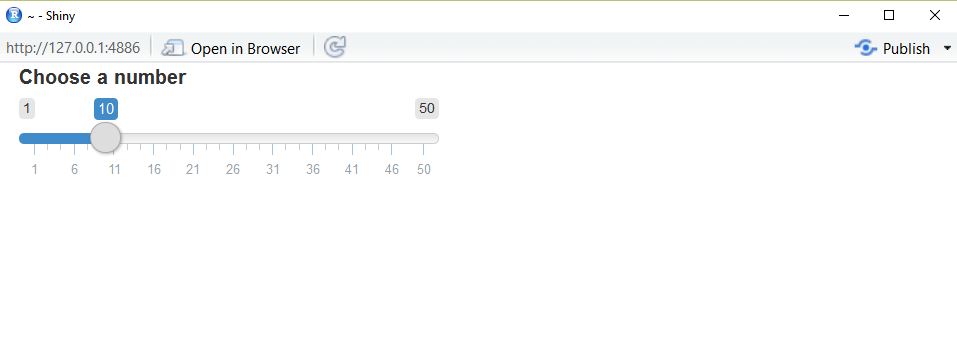 R ~ - Shiny
http://127.0.0.1:4886 Open in Browser Publish
Choose a number
1 10 50
1 6 11 16 21 26 31 36 41 46 50